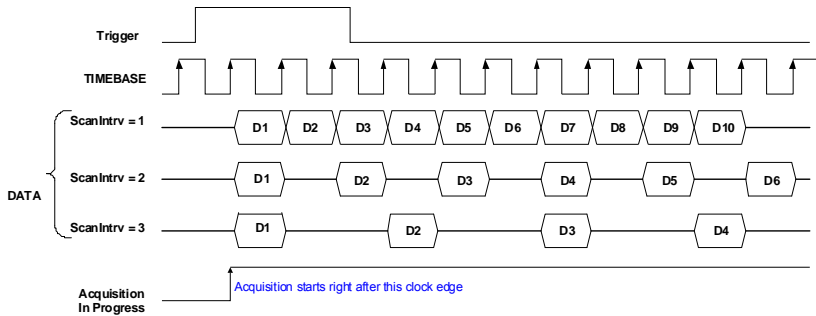 Trigger
TIMEBASE
ScanIntrv = 1
D1 D2 D3 D4 D5 D6 D7 D8 D9 D10
DATA
ScanIntrv = 2
D1 D2 D3 D4 D5 D6
ScanIntrv = 3
D1 D2 D3 D4
Acquisition
In Progress
Acquisition starts right after this clock edge